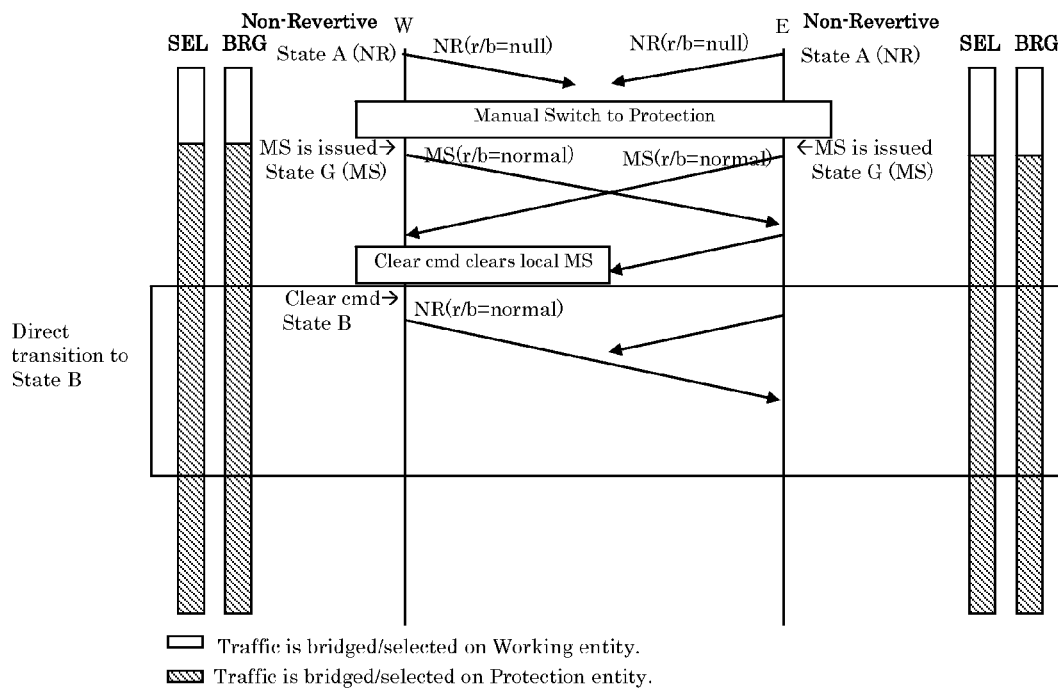 Non-Revertive W E Non-Revertive
SEL BRG SEL BRG
State A (NR) NR(r/b=null) NR(r/b=null) State A (NR)
Manual Switch to Protection
MS is issued→ MS(r/b=normal) MS(r/b=normal) ←MS is issued
State G (MS) State G (MS)
Clear cmd clears local MS
Clear cmd→ NR(r/b=normal)
State B
Direct
transition to
State B
Traffic is bridged/selected on Working entity.
Traffic is bridged/selected on Protection entity.